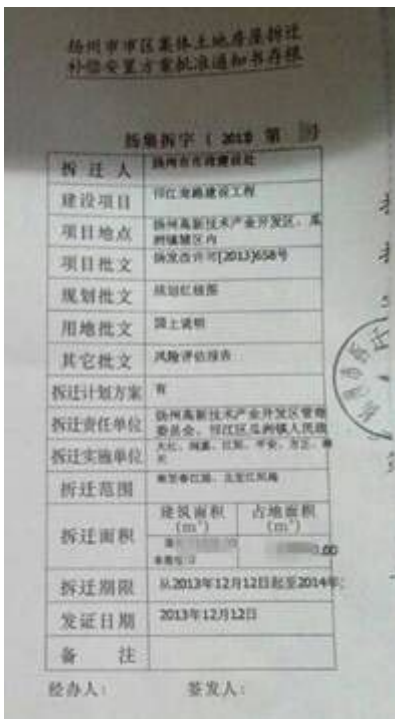 扬州市市区集体土地房屋拆迁
补偿安置方案批准通知书存根
扬集拆字（2013）第
拆迁人 扬州市市政建设处
建设项目 邗江南路建设工程
项目地点 扬州高新技术产业开发区、瓜
洲镇辖区内
项目批文 扬发改许可[2013]658号
规划批文 规划红线图
用地批文 国土说明
其它批文 风险评估报告
拆迁计划方案 有
拆迁责任单位 扬州高新技术产业开发区管理
委员会、邗江区瓜洲镇人民政
拆迁实施单位
拆迁范围
拆迁面积 建筑面积（m²） 占地面积（m²）
.00
拆迁期限 从2013年12月12日起至2014年
发证日期 2013年12月12日
备注
经办人： 签发人：